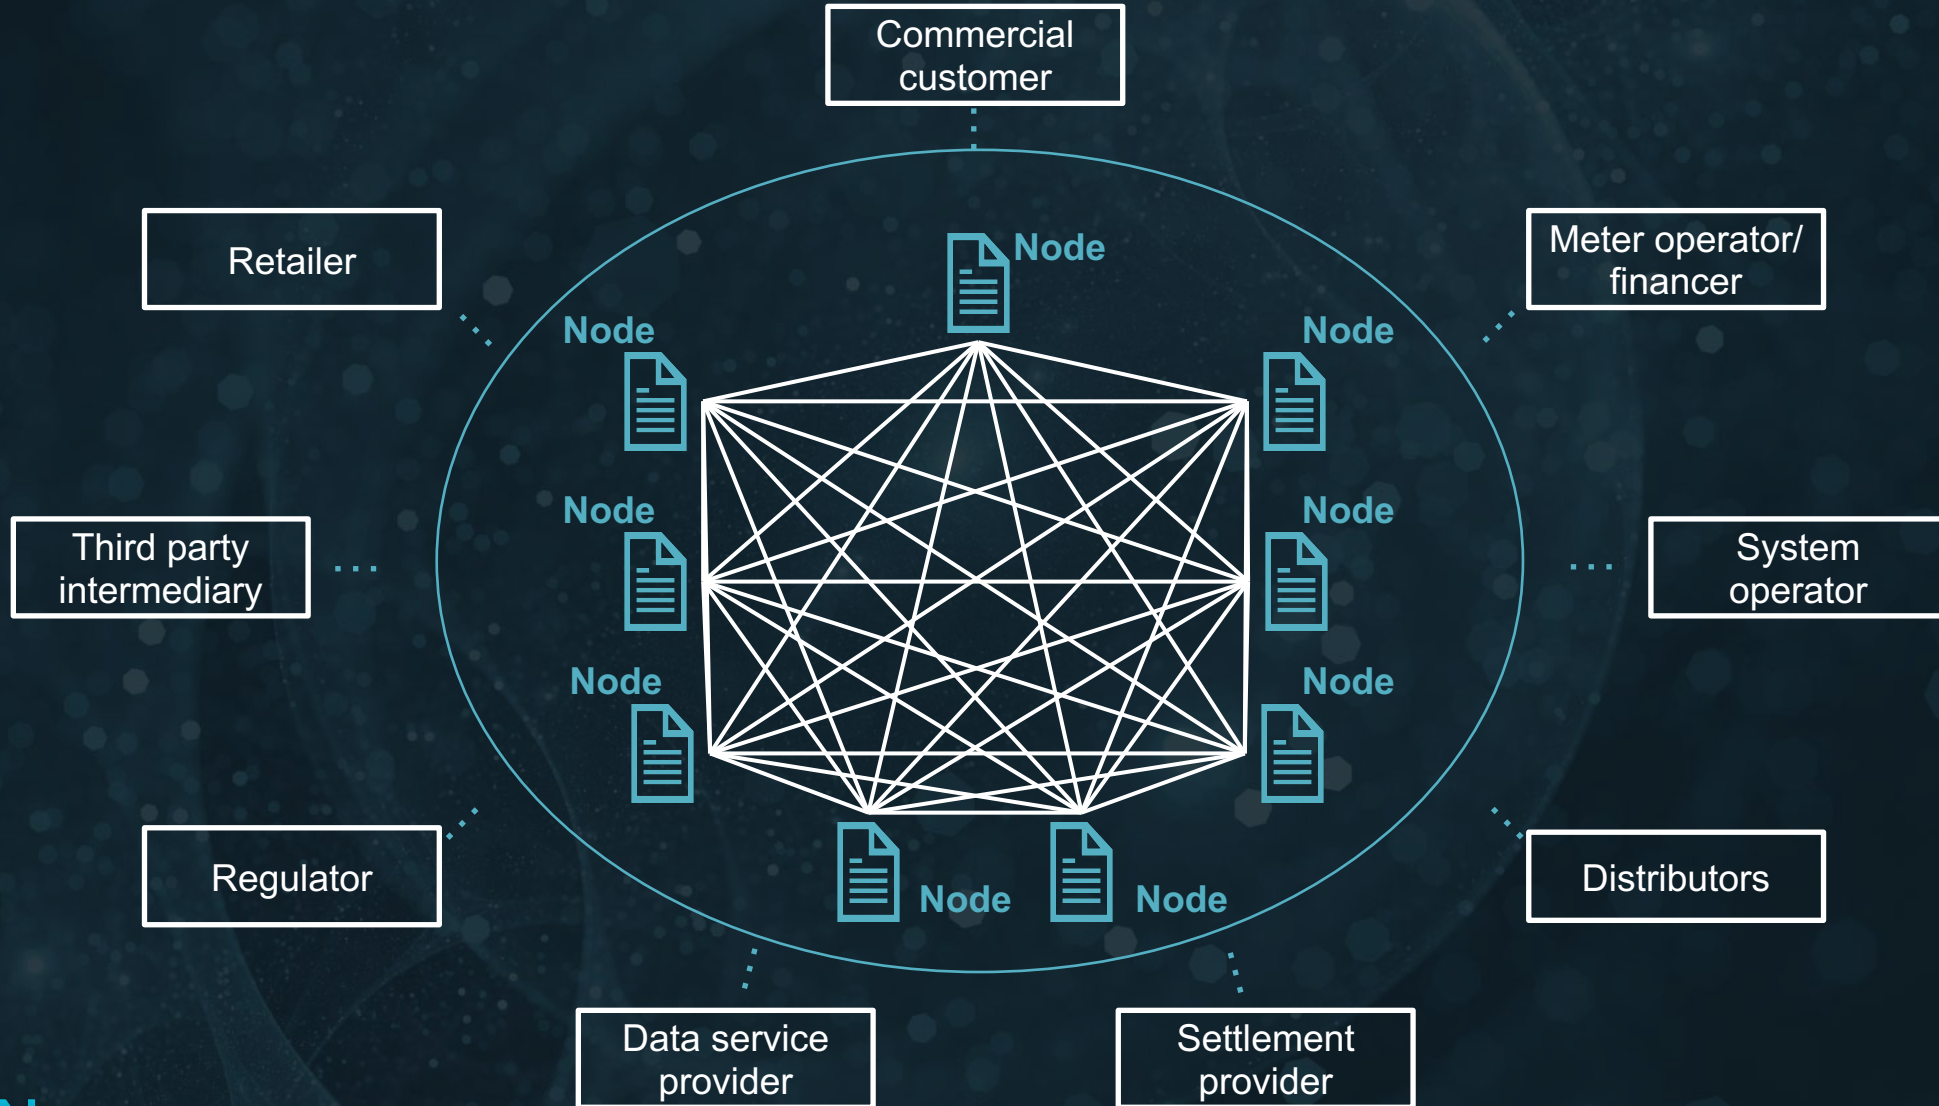 Commercial
customer
Retailer
Node
Meter operator/
financer
Node
Node
Node
Node
Third party
intermediary
System
operator
Node
Node
Regulator
Node
Node
Distributors
Data service
provider
Settlement
provider